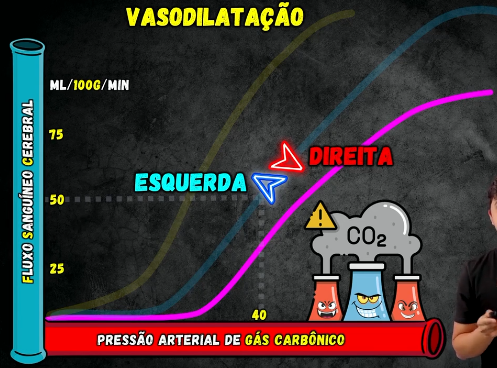 VASODILATAÇÃO
ML/100G/MIN
75
DIREITA
ESQUERDA
50
FLUXO SANGUÍNEO CEREBRAL
25
CO₂
40
PRESSÃO ARTERIAL DE GÁS CARBÔNICO